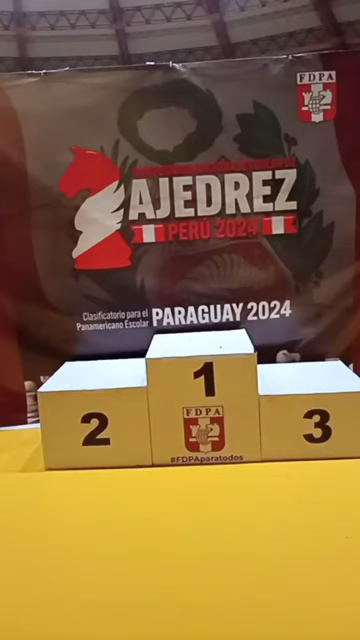 FDPA
AJEDREZ
PERÚ 2024
Clasificatorio para el
Panamericano Escolar
PARAGUAY 2024
1
2
FDPA
3
#FDPAparatodos